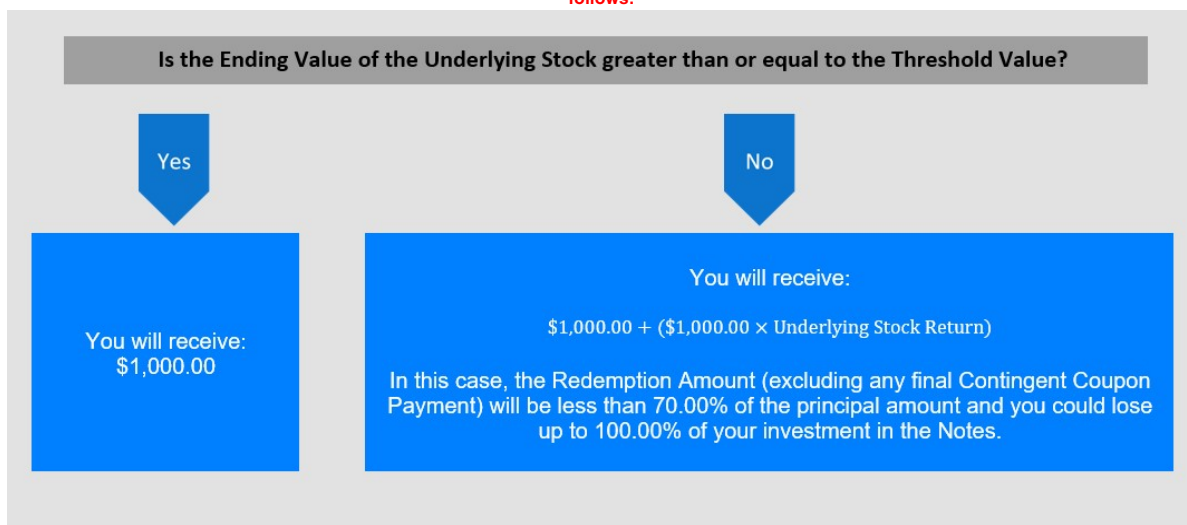 follows:
Is the Ending Value of the Underlying Stock greater than or equal to the Threshold Value?
Yes
No
You will receive:
$1,000.00
You will receive:
$1,000.00 + ($1,000.00 × Underlying Stock Return)
In this case, the Redemption Amount (excluding any final Contingent Coupon
Payment) will be less than 70.00% of the principal amount and you could lose
up to 100.00% of your investment in the Notes.